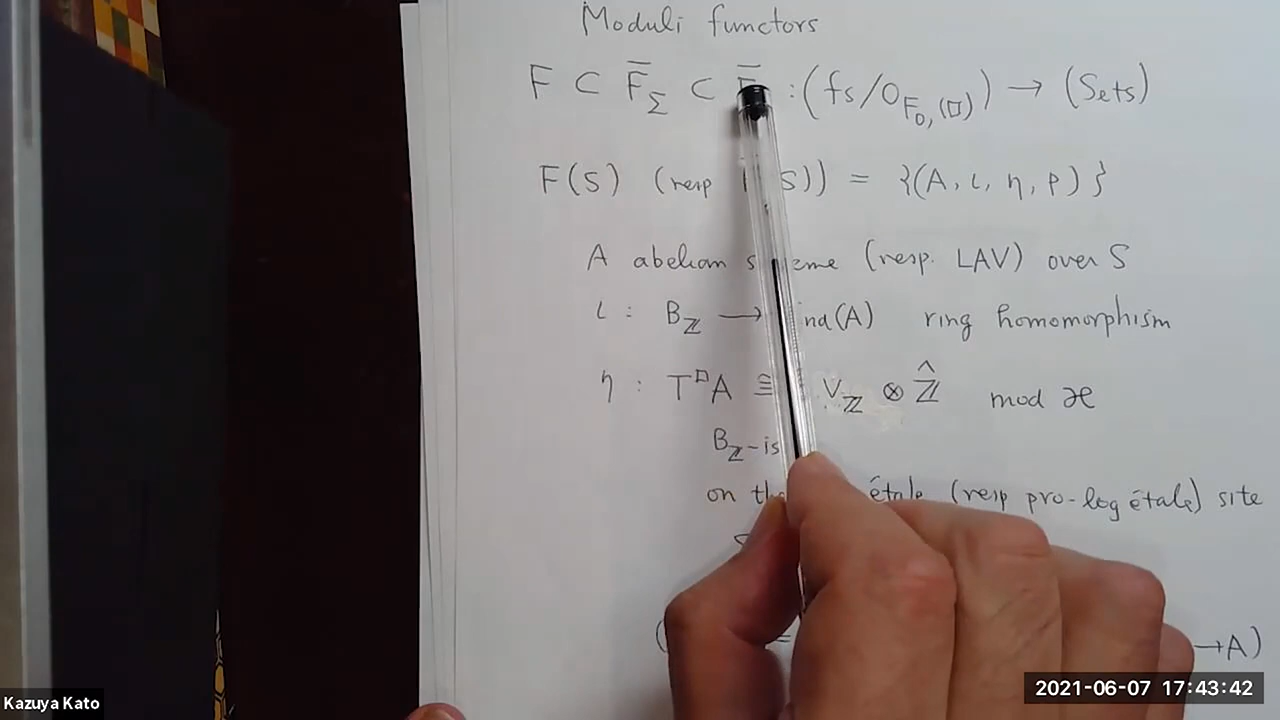 Moduli functors
F ⊂ F̄_Σ ⊂ F̄ : (fs/O_{F_0,(□)}) → (Sets)
F(S) (resp S)) = {(A, ι, η, p)}
A abelian (resp. LAV) over S
ι : B_ℤ → nd(A) ring homomorphism
η : T^□A ≅ V_ℤ ⊗ ℤ̂ mod ℋ
B_ℤ-is
on étale (resp pro-log étale) site
→A)
Kazuya Kato
2021-06-07 17:43:42